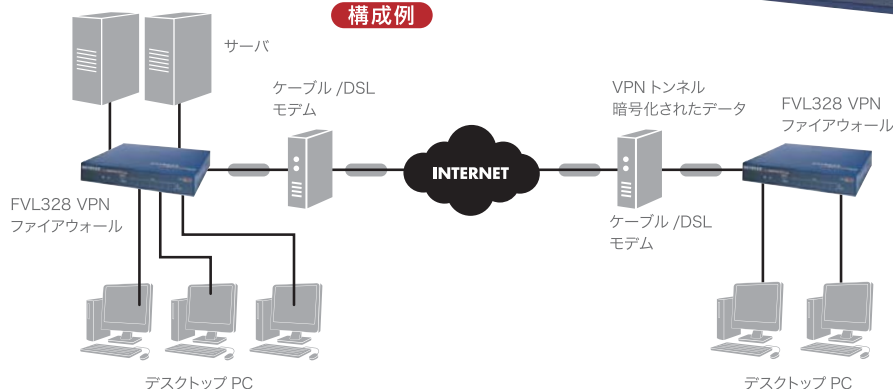 構成例
サーバ
ケーブル /DSL
モデム
VPN トンネル
暗号化されたデータ
FVL328 VPN
ファイアウォール
INTERNET
FVL328 VPN
ファイアウォール
ケーブル /DSL
モデム
デスクトップ PC
デスクトップ PC